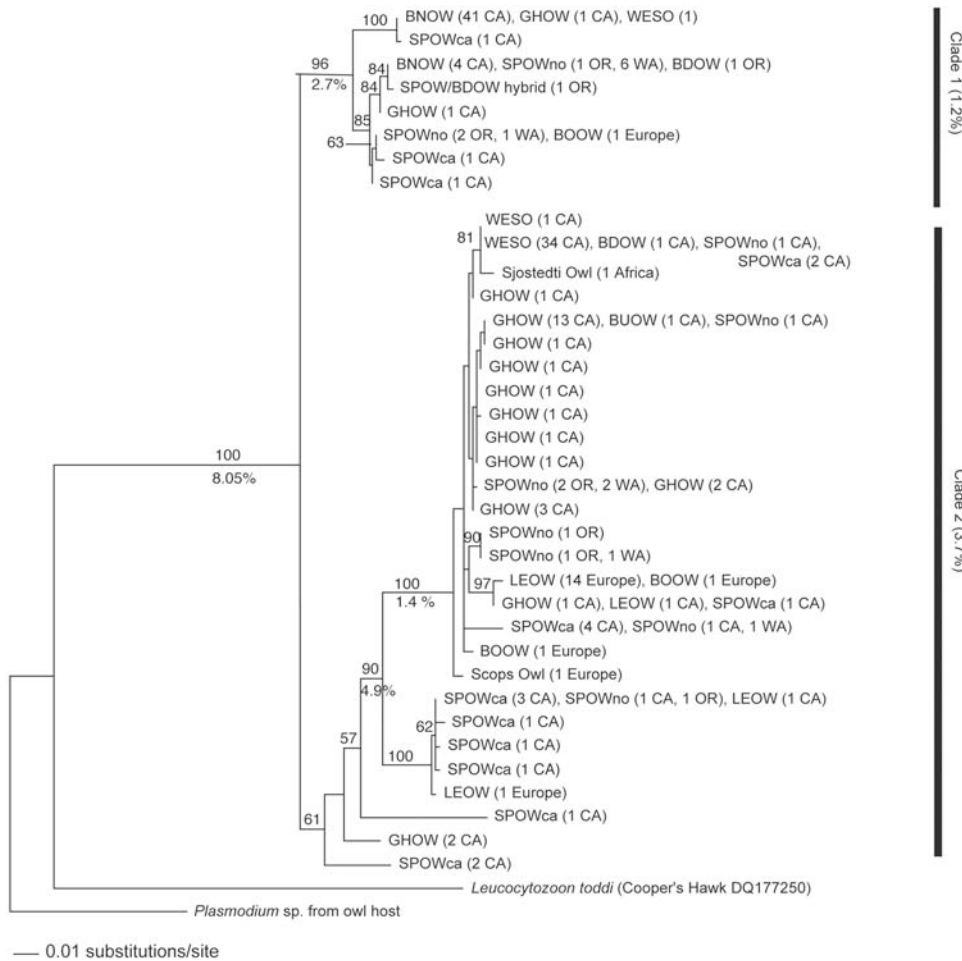 BNOW (41 CA), GHOW (1 CA), WESO (1)
100
SPOWca (1 CA)
BNOW (4 CA), SPOWno (1 OR, 6 WA), BDOW (1 OR)
96
84
2.7%
84
SPOW/BDOW hybrid (1 OR)
GHOW (1 CA)
85
SPOWno (2 OR, 1 WA), BOOW (1 Europe)
63
SPOWca (1 CA)
SPOWca (1 CA)
Clade 1 (1.2%)
WESO (1 CA)
81
WESO (34 CA), BDOW (1 CA), SPOWno (1 CA),
SPOWca (2 CA)
Sjostedti Owl (1 Africa)
GHOW (1 CA)
GHOW (13 CA), BUOW (1 CA), SPOWno (1 CA)
GHOW (1 CA)
GHOW (1 CA)
GHOW (1 CA)
GHOW (1 CA)
GHOW (1 CA)
GHOW (1 CA)
100
8.05%
SPOWno (2 OR, 2 WA), GHOW (2 CA)
GHOW (3 CA)
SPOWno (1 OR)
90
SPOWno (1 OR, 1 WA)
LEOW (14 Europe), BOOW (1 Europe)
97
100
1.4 %
GHOW (1 CA), LEOW (1 CA), SPOWca (1 CA)
SPOWca (4 CA), SPOWno (1 CA, 1 WA)
BOOW (1 Europe)
Scops Owl (1 Europe)
90
4.9%
SPOWca (3 CA), SPOWno (1 CA, 1 OR), LEOW (1 CA)
62
SPOWca (1 CA)
57
SPOWca (1 CA)
100
SPOWca (1 CA)
LEOW (1 Europe)
SPOWca (1 CA)
61
GHOW (2 CA)
SPOWca (2 CA)
Clade 2 (3.7%)
Leucocytozoon toddi (Cooper's Hawk DQ177250)
Plasmodium sp. from owl host
0.01 substitutions/site